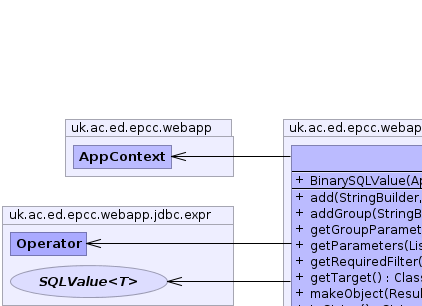 uk.ac.ed.epcc.webapp
AppContext
uk.ac.ed.epcc.webapp.jdbc.expr
Operator
SQLValue<T>
uk.ac.ed.epcc.webap
+ BinarySQLValue(Ap
+ add(StringBuilder,
+ addGroup(StringB
+ getGroupParamet
+ getParameters(Lis
+ getRequiredFilter(
+ getTarget() : Class
+ makeObject(Resul